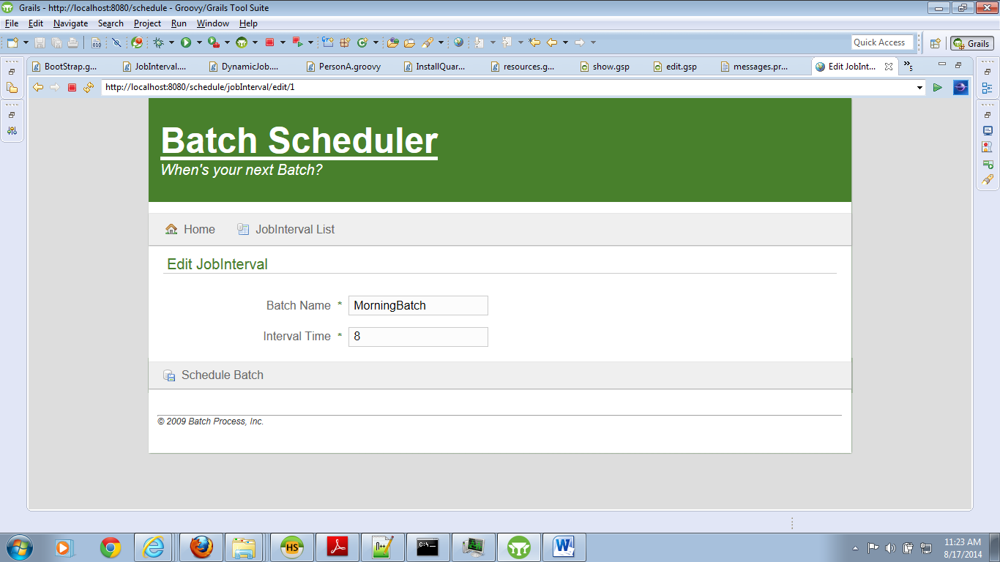 Grails - http://localhost:8080/schedule - Groovy/Grails Tool Suite
File Edit Navigate Search Project Run Window Help
010
Quick Access
Grails
BootStrap.g... JobInterval.... DynamicJob.... PersonA.groovy InstallQuar... resources.g... show.gsp edit.gsp messages.pr... Edit JobInt... »5
http://localhost:8080/schedule/jobInterval/edit/1
Batch Scheduler
When's your next Batch?
Home JobInterval List
Edit JobInterval
Batch Name * MorningBatch
Interval Time * 8
Schedule Batch
© 2009 Batch Process, Inc.
HS
C:\
W
11:23 AM
8/17/2014